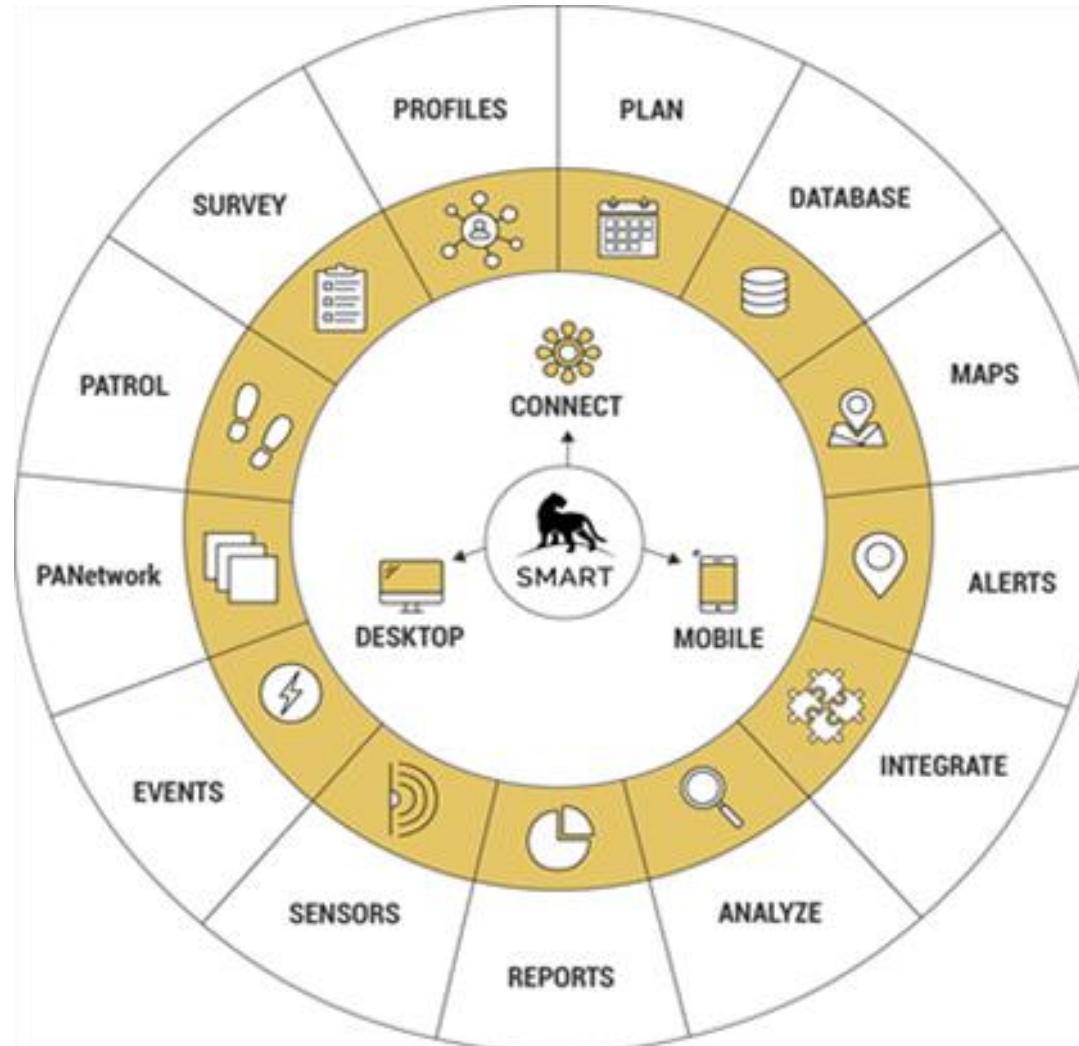 PROFILES
PLAN
DATABASE
MAPS
ALERTS
INTEGRATE
ANALYZE
REPORTS
SENSORS
EVENTS
PANetwork
PATROL
SURVEY
CONNECT
SMART
DESKTOP
MOBILE